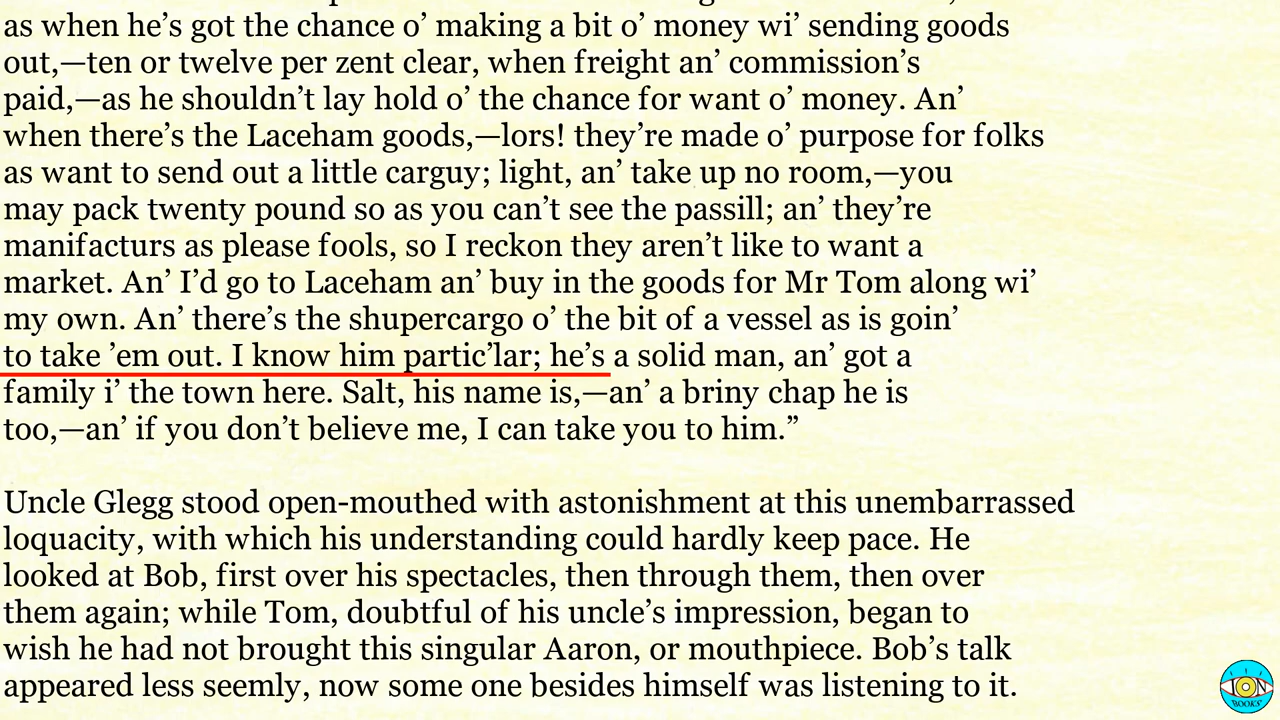 as when he’s got the chance o’ making a bit o’ money wi’ sending goods
out,—ten or twelve per zent clear, when freight an’ commission’s
paid,—as he shouldn’t lay hold o’ the chance for want o’ money. An’
when there’s the Laceham goods,—lors! they’re made o’ purpose for folks
as want to send out a little carguy; light, an’ take up no room,—you
may pack twenty pound so as you can’t see the passill; an’ they’re
manifacturs as please fools, so I reckon they aren’t like to want a
market. An’ I’d go to Laceham an’ buy in the goods for Mr Tom along wi’
my own. An’ there’s the shupercargo o’ the bit of a vessel as is goin’
to take ’em out. I know him partic’lar; he’s a solid man, an’ got a
family i’ the town here. Salt, his name is,—an’ a briny chap he is
too,—an’ if you don’t believe me, I can take you to him.”
Uncle Glegg stood open-mouthed with astonishment at this unembarrassed
loquacity, with which his understanding could hardly keep pace. He
looked at Bob, first over his spectacles, then through them, then over
them again; while Tom, doubtful of his uncle’s impression, began to
wish he had not brought this singular Aaron, or mouthpiece. Bob’s talk
appeared less seemly, now some one besides himself was listening to it.
ION
BOOKS